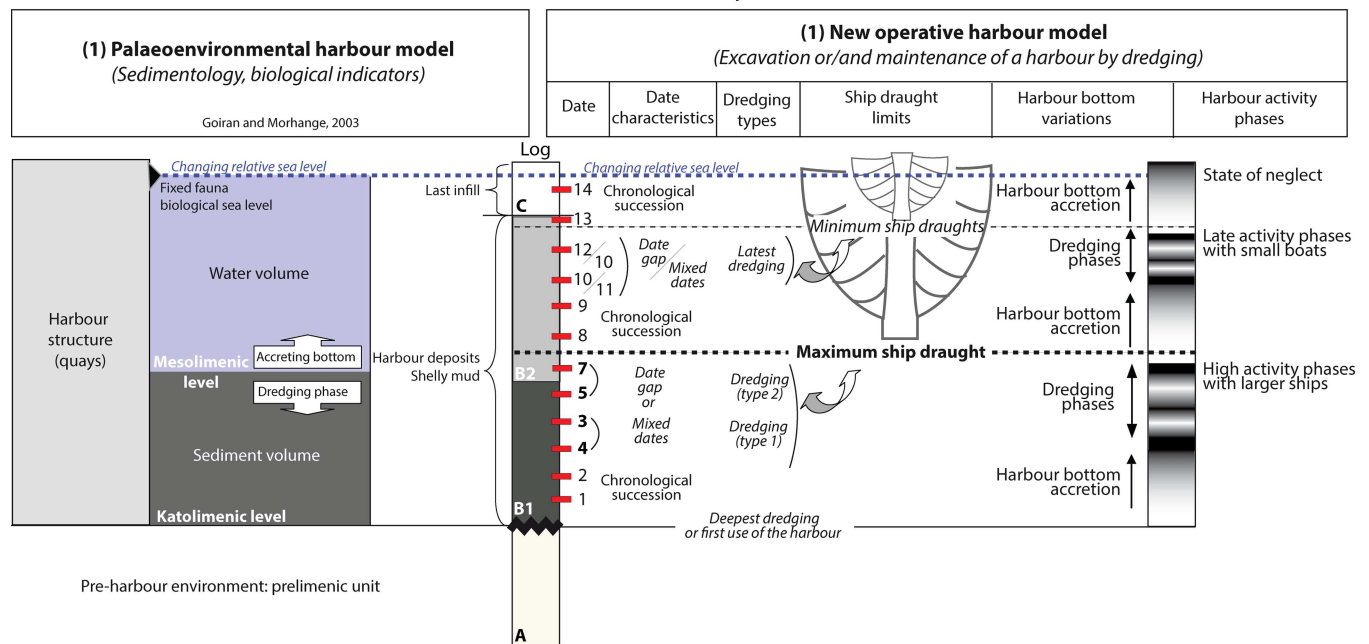 (1) Palaeoenvironmental harbour model
(Sedimentology, biological indicators)
Goiran and Morhange, 2003
(1) New operative harbour model
(Excavation or/and maintenance of a harbour by dredging)
Date
Date
characteristics
Dredging
types
Ship draught
limits
Harbour bottom
variations
Harbour activity
phases
Harbour
structure
(quays)
Changing relative sea level
Fixed fauna
biological sea level
Water volume
Accreting bottom
Mesolimenic
level
Dredging phase
Sediment volume
Katolimenic level
Pre-harbour environment: prelimenic unit
Log
Last infill
Harbour deposits
Shelly mud
C
B2
B1
A
Changing relative sea level
14
13
12
10
10
11
9
8
7
5
3
4
2
1
Chronological
succession
Date
gap
Mixed
dates
Latest
dredging
Chronological
succession
Date
gap
or
Mixed
dates
Dredging
(type 2)
Dredging
(type 1)
Chronological
succession
Minimum ship draughts
Maximum ship draught
Deepest dredging
or first use of the harbour
Harbour bottom
accretion
Dredging
phases
Harbour bottom
accretion
Dredging
phases
Harbour bottom
accretion
State of neglect
Late activity phases
with small boats
High activity phases
with larger ships